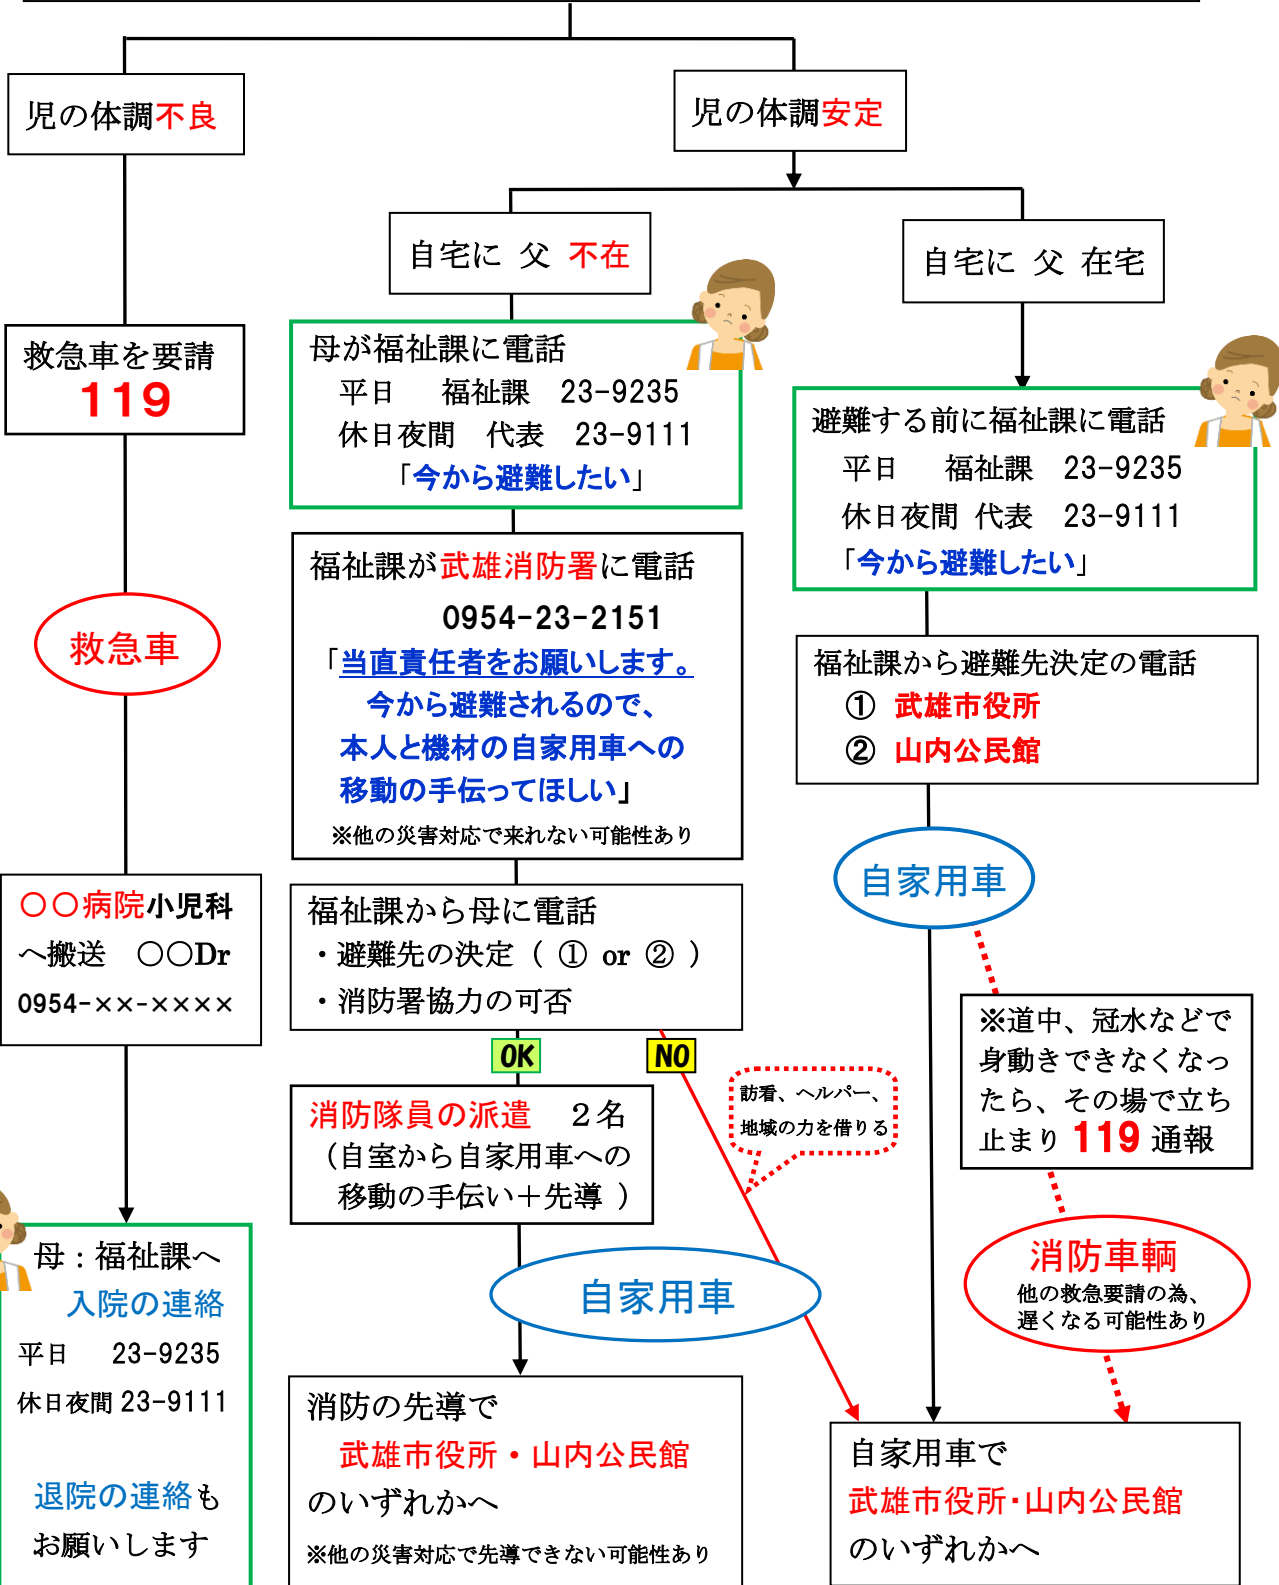 児の体調不良
救急車を要請
119
救急車
〇〇病院小児科
へ搬送　〇〇Dr
0954-××-××××
母：福祉課へ
入院の連絡
平日　23-9235
休日夜間 23-9111
退院の連絡も
お願いします
児の体調安定
自宅に 父 不在
母が福祉課に電話
平日　福祉課　23-9235
休日夜間　代表　23-9111
「今から避難したい」
福祉課が武雄消防署に電話
0954-23-2151
「当直責任者をお願いします。
今から避難されるので、
本人と機材の自家用車への
移動の手伝ってほしい」
※他の災害対応で来れない可能性あり
福祉課から母に電話
・避難先の決定（ ① or ② ）
・消防署協力の可否
OK
NO
消防隊員の派遣　２名
（自室から自家用車への
移動の手伝い＋先導 ）
訪看、ヘルパー、
地域の力を借りる
自家用車
消防の先導で
武雄市役所・山内公民館
のいずれかへ
※他の災害対応で先導できない可能性あり
自宅に 父 在宅
避難する前に福祉課に電話
平日　福祉課　23-9235
休日夜間 代表　23-9111
「今から避難したい」
福祉課から避難先決定の電話
① 武雄市役所
② 山内公民館
自家用車
※道中、冠水などで
身動きできなくなっ
たら、その場で立ち
止まり 119 通報
消防車輌
他の救急要請の為、
遅くなる可能性あり
自家用車で
武雄市役所・山内公民館
のいずれかへ